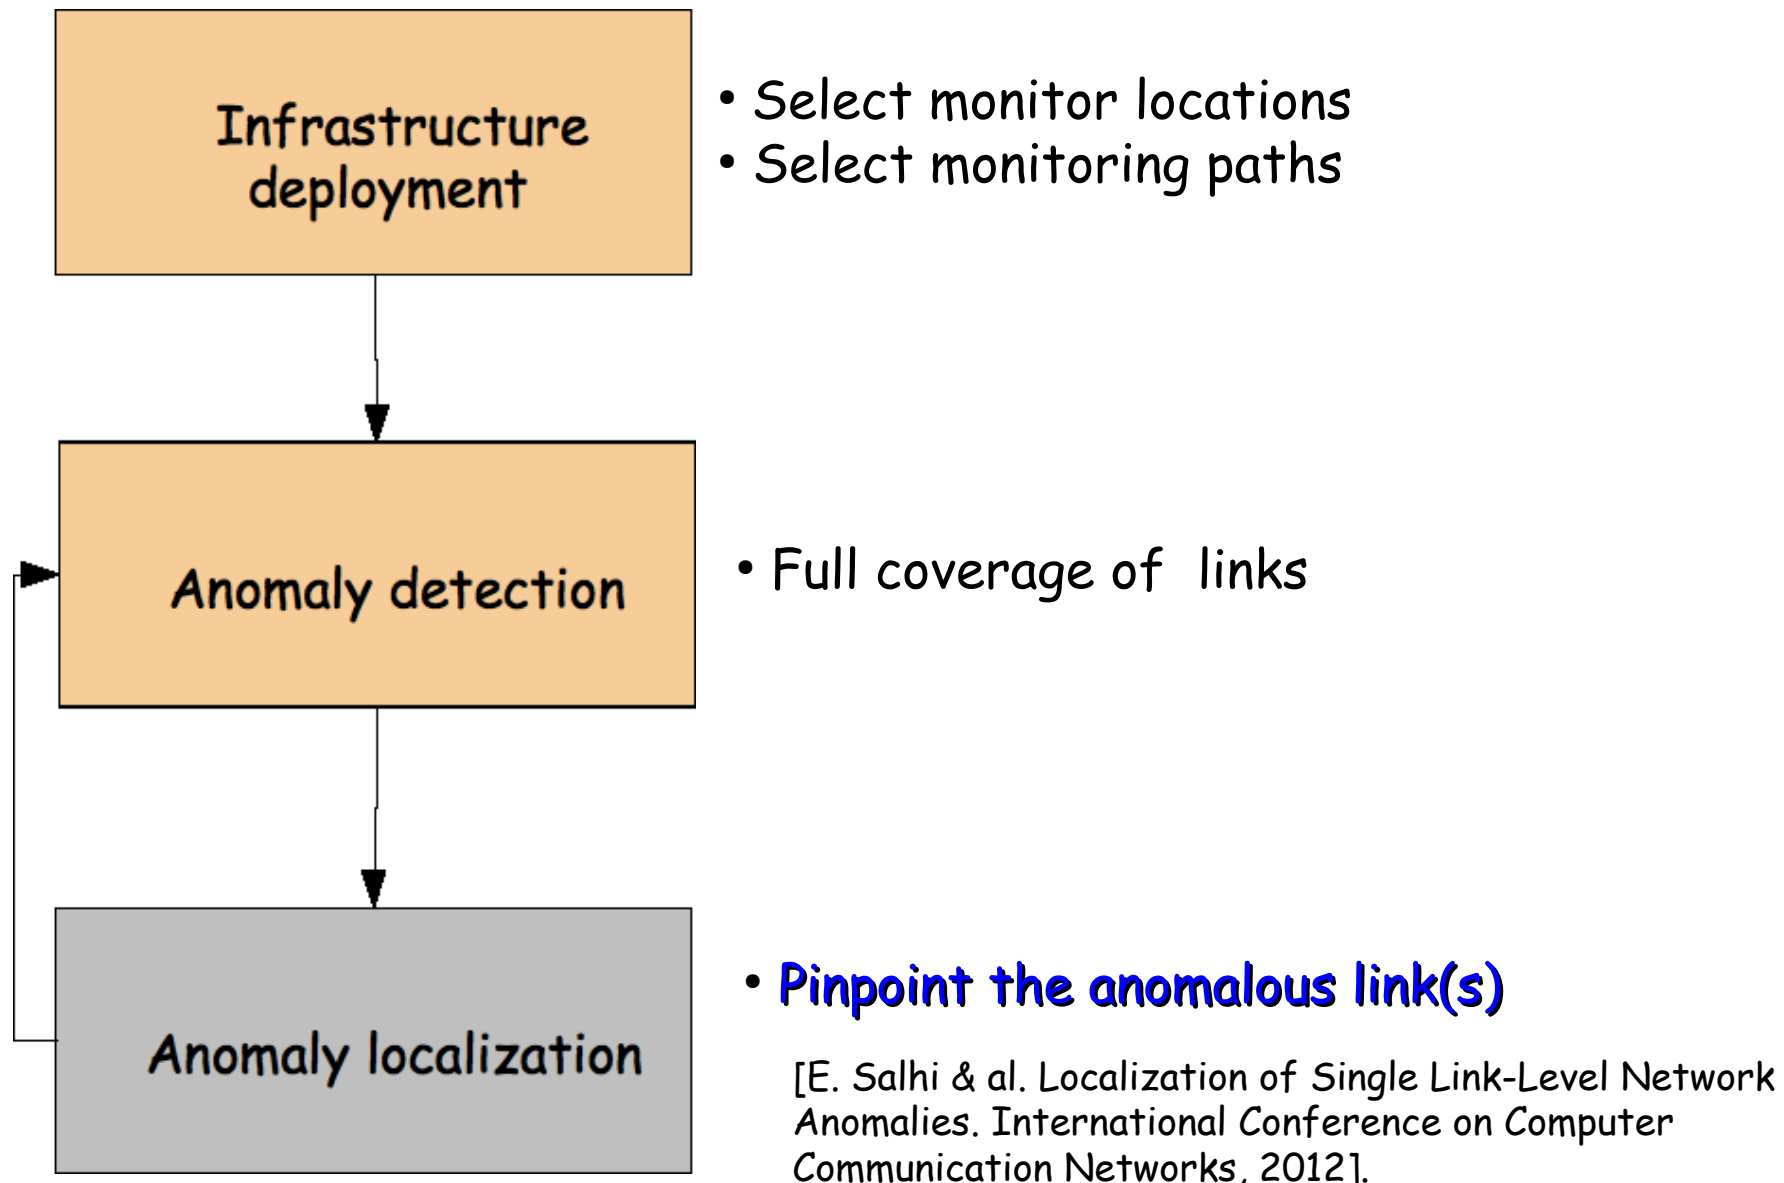 Infrastructure
deployment
• Select monitor locations
• Select monitoring paths
Anomaly detection
• Full coverage of links
Anomaly localization
• Pinpoint the anomalous link(s)
[E. Salhi & al. Localization of Single Link-Level Network
Anomalies. International Conference on Computer
Communication Networks, 2012].